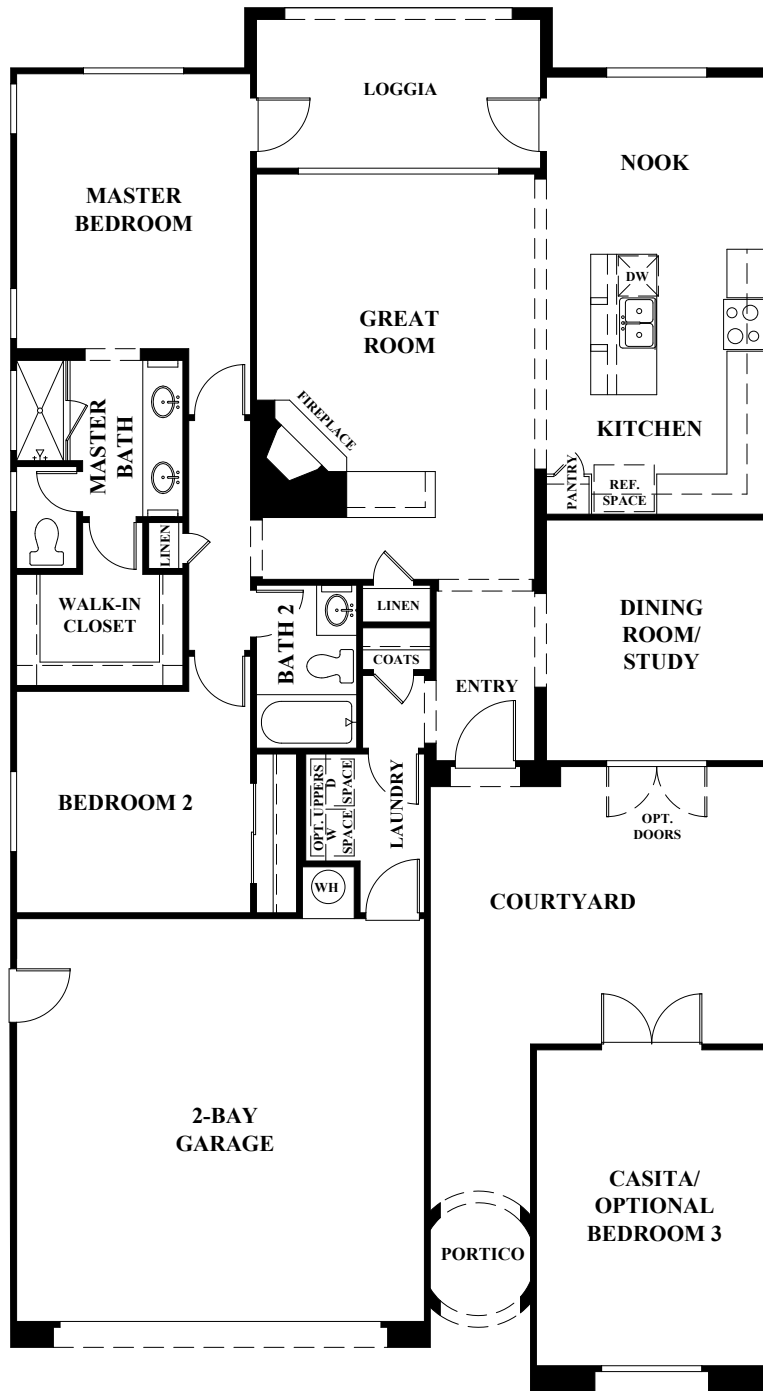 LOGGIA
NOOK
MASTER
BEDROOM
DW
GREAT
ROOM
FIREPLACE
KITCHEN
MASTER
BATH
PANTRY
REF.
SPACE
LINEN
WALK-IN
CLOSET
BATH 2
LINEN
COATS
ENTRY
DINING
ROOM/
STUDY
BEDROOM 2
OPT. UPPERS
W D
SPACE SPACE
LAUNDRY
OPT.
DOORS
WH
COURTYARD
2-BAY
GARAGE
CASITA/
OPTIONAL
BEDROOM 3
PORTICO